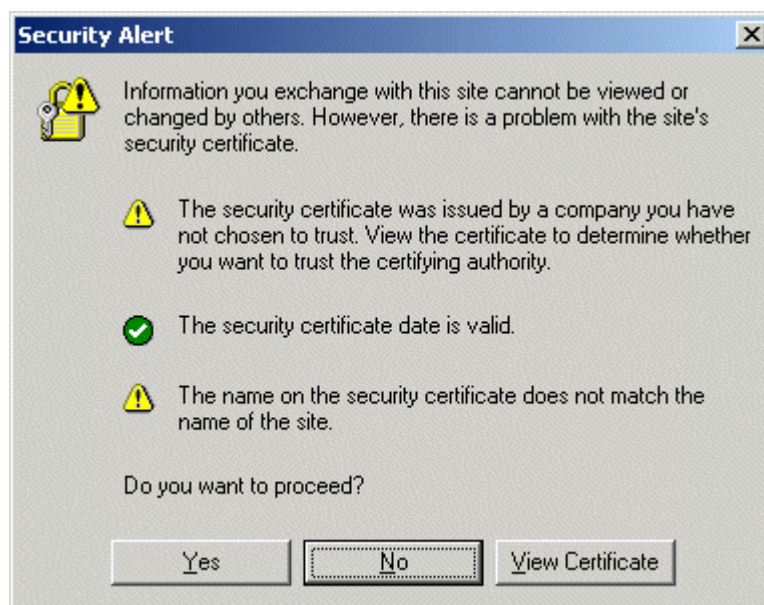 Security Alert
Information you exchange with this site cannot be viewed or
changed by others. However, there is a problem with the site's
security certificate.
The security certificate was issued by a company you have
not chosen to trust. View the certificate to determine whether
you want to trust the certifying authority.
The security certificate date is valid.
The name on the security certificate does not match the
name of the site.
Do you want to proceed?
Yes
No
View Certificate